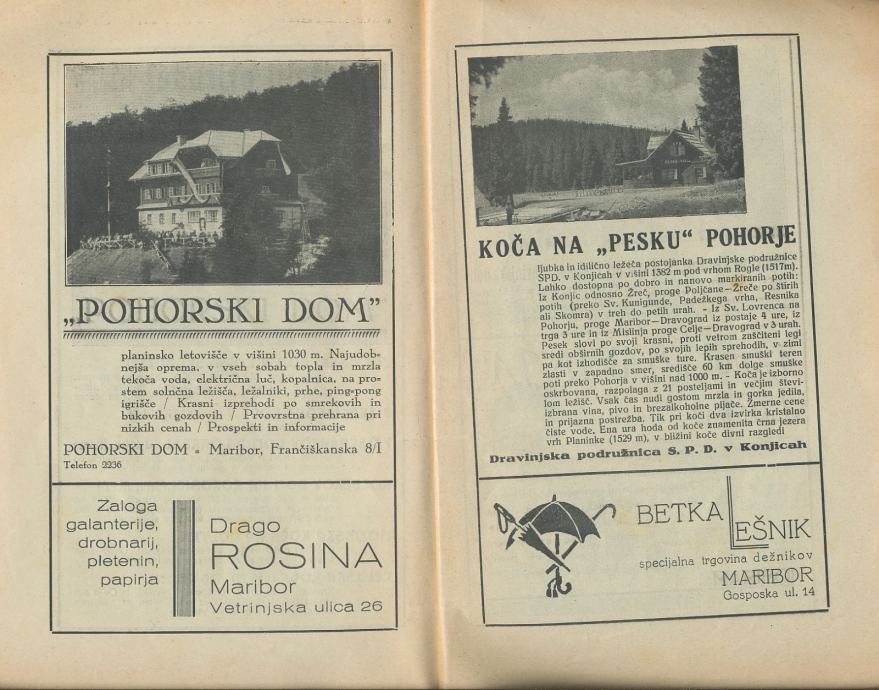 „POHORSKI DOM”
planinsko letovišče v višini 1030 m. Najudob-
nejša oprema, v vseh sobah topla in mrzla
tekoča voda, električna luč, kopalnica, na pro-
stem solnčna ležišča, ležalniki, prhe, ping-pong
igrišče / Krasni izprehodi po smrekovih in
bukovih gozdovih / Prvovrstna prehrana pri
nizkih cenah / Prospekti in informacije
POHORSKI DOM - Maribor, Frančiškanska 8/I
Telefon 2236
Zaloga
galanterije,
drobnarij,
pletenin,
papirja
Drago
ROSINA
Maribor
Vetrinjska ulica 26
KOČA NA „PESKU“ POHORJE
ljubka in idilično ležeča postojanka Dravinjske podružnice
SPD. v Konjicah v višini 1382 m pod vrhom Rogle (1517m).
Lahko dostopna po dobro in nanovo markiranih potih:
Iz Konjic odnosno Žreč, proge Poljčane—Žreče po štirih
potih (preko Sv. Kunigunde, Padežkega vrha, Resnika
ali Skomra) v treh do petih urah. - Iz Sv. Lovrenca na
Pohorju, proge Maribor—Dravograd iz postaje 4 ure, iz
trga 3 ure in iz Mislinja proge Celje—Dravograd v 3 urah.
Pesek slovi po svoji krasni, proti vetrom zaščiteni legi
sredi obširnih gozdov, po svojih lepih sprehodih, v zimi
pa kot izhodišče za smuške ture. Krasen smuški teren
zlasti v zapadno smer, središče 60 km dolge smuške
poti preko Pohorja v višini nad 1000 m. - Koča je izborno
oskrbovana, razpolaga z 21 posteljami in večjim števi-
lom ležišč. Vsak čas nudi gostom mrzla in gorka jedila,
izbrana vina, pivo in brezalkoholne pijače. Zmerne cene
in prijazna postrežba. Tik pri koči dva izvirka kristalno
čiste vode. Ena ura hoda od koče znamenita črna jezera
vrh Planinke (1529 m), v bližini koče divni razgledi
Dravinjska podružnica S. P. D. v Konjicah
BETKA
LEŠNIK
specijalna trgovina dežnikov
MARIBOR
Gosposka ul. 14